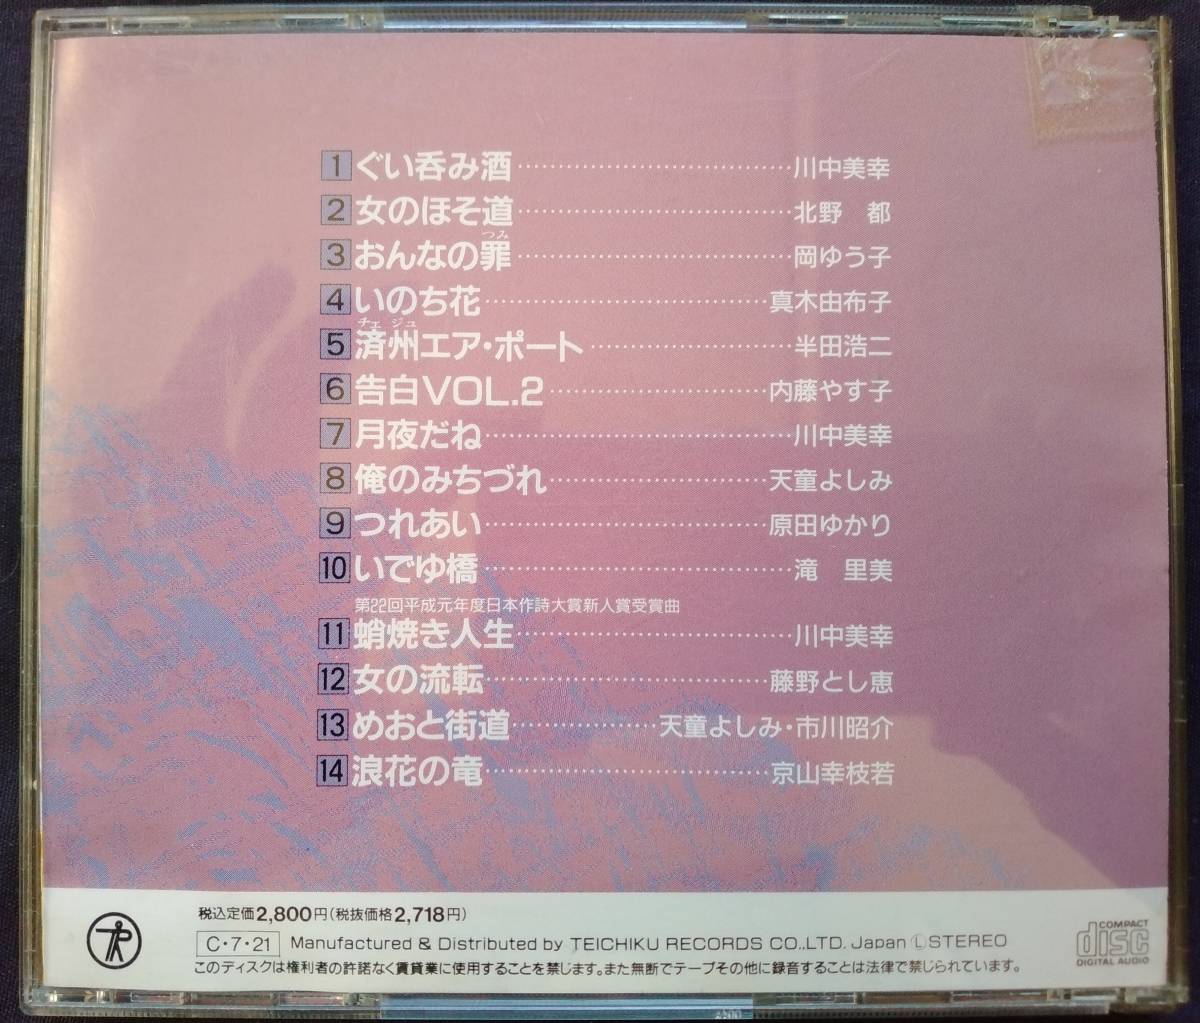 1 ぐい呑み酒……………………………川中美幸
2 女のほそ道……………………………北野 都
つみ
3 おんなの罪……………………………岡ゆう子
4 いのち花……………………………真木由布子
チェ ジュ
5 済州エア・ポート……………………半田浩二
6 告白VOL.2……………………内藤やす子
7 月夜だね……………………………川中美幸
8 俺のみちづれ……………………天童よしみ
9 つれあい……………………………原田ゆかり
10 いでゆ橋……………………………滝 里美
第22回平成元年度日本作詩大賞新人賞受賞曲
11 蛸焼き人生……………………………川中美幸
12 女の流転……………………………藤野とし恵
13 めおと街道……………天童よしみ・市川昭介
14 浪花の竜……………………………京山幸枝若
税込定価2,800円(税抜価格2,718円)
C・7・21 Manufactured & Distributed by TEICHIKU RECORDS CO.,LTD. Japan Ⓛ STEREO
このディスクは権利者の許諾なく賃貸業に使用することを禁じます。また無断でテープその他に録音することは法律で禁じられています。
COMPACT
disc
DIGITAL AUDIO